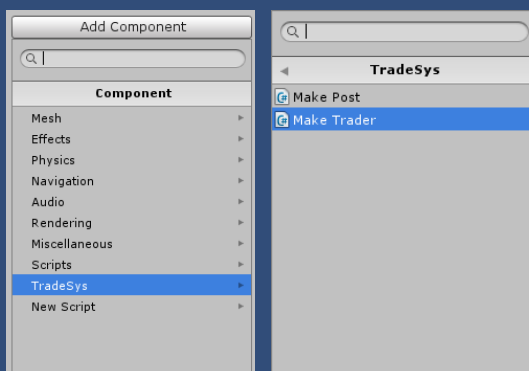 Add Component
Component
Mesh
Effects
Physics
Navigation
Audio
Rendering
Miscellaneous
Scripts
TradeSys
New Script
TradeSys
Make Post
Make Trader